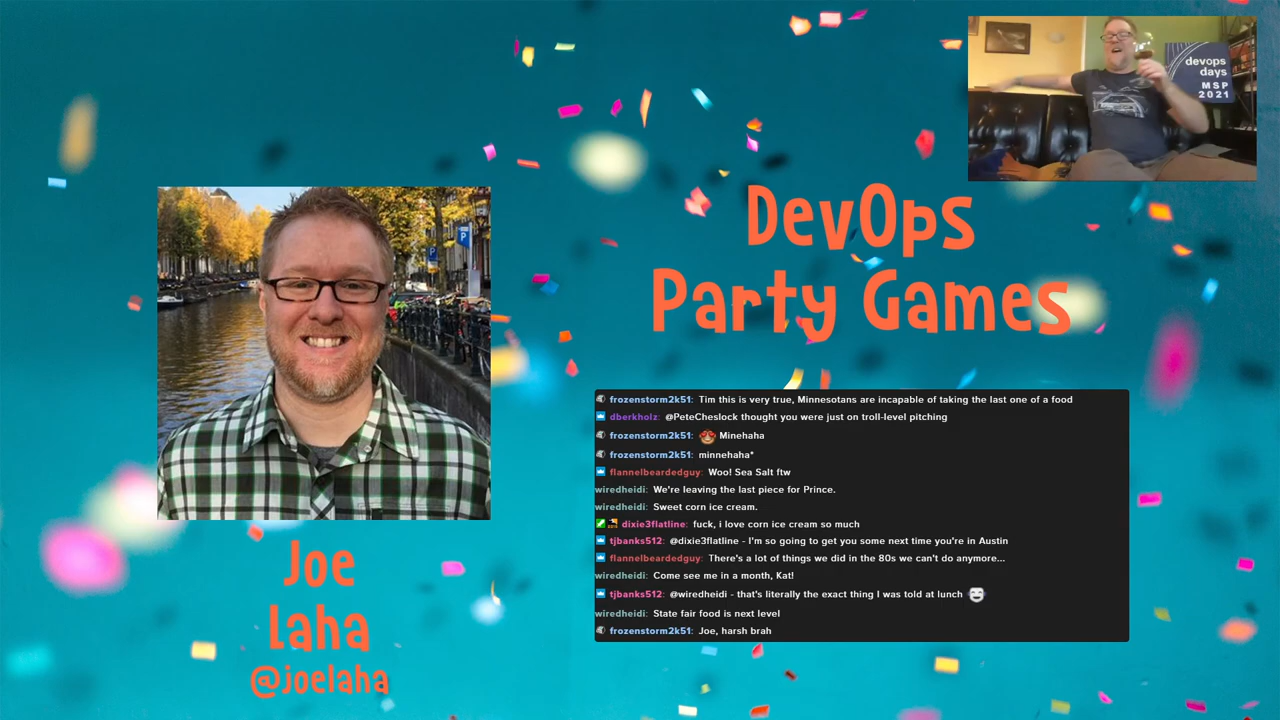 devops
days
MSP
2021
DevOps
Party Games
frozenstorm2k51: Tim this is very true, Minnesotans are incapable of taking the last one of a food
dberkholz: @PeteCheslock thought you were just on troll-level pitching
frozenstorm2k51: Minehaha
frozenstorm2k51: minnehaha*
flannelbeardedguy: Woo! Sea Salt ftw
wiredheidi: We're leaving the last piece for Prince.
wiredheidi: Sweet corn ice cream.
dixie3flatline: fuck, i love corn ice cream so much
tjbanks512: @dixie3flatline - I'm so going to get you some next time you're in Austin
flannelbeardedguy: There's a lot of things we did in the 80s we can't do anymore...
wiredheidi: Come see me in a month, Kat!
tjbanks512: @wiredheidi - that's literally the exact thing I was told at lunch
wiredheidi: State fair food is next level
frozenstorm2k51: Joe, harsh brah
Joe
Laha
@joelaha
P